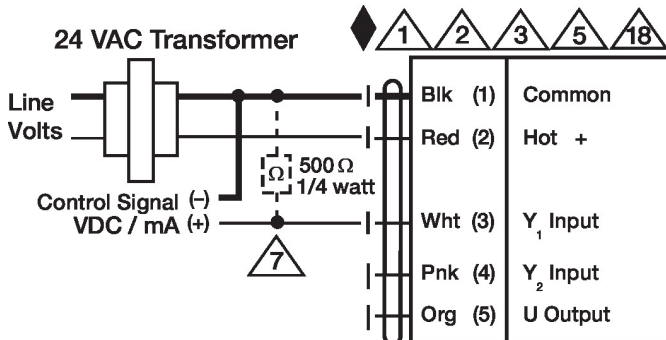 24 VAC Transformer
1 2 3 5 18
Line
Volts
Blk (1) Common
Red (2) Hot +
Ω 500 Ω
1/4 watt
Control Signal (-)
VDC / mA (+)
Wht (3) Y₁ Input
7
Pnk (4) Y₂ Input
Org (5) U Output